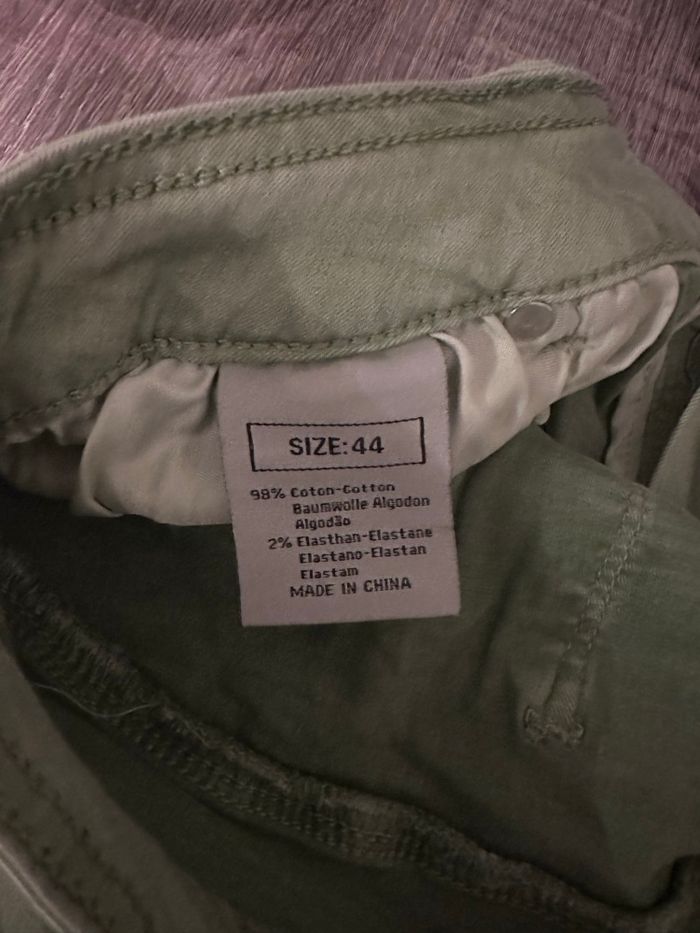 SIZE:44
98% Coton-Cotton
Baumwolle Algodon
Algodão
2% Elasthan-Elastane
Elastano-Elastan
Elastam
MADE IN CHINA